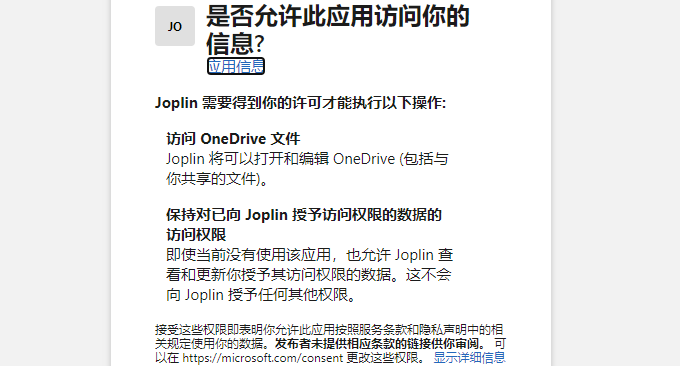 JO
是否允许此应用访问你的
信息?
应用信息
Joplin 需要得到你的许可才能执行以下操作:
访问 OneDrive 文件
Joplin 将可以打开和编辑 OneDrive (包括与
你共享的文件)。
保持对已向 Joplin 授予访问权限的数据的
访问权限
即使当前没有使用该应用，也允许 Joplin 查
看和更新你授予其访问权限的数据。这不会
向 Joplin 授予任何其他权限。
接受这些权限即表明你允许此应用按照服务条款和隐私声明中的相
关规定使用你的数据。发布者未提供相应条款的链接供你审阅。 可
以在 https://microsoft.com/consent 更改这些权限。 显示详细信息